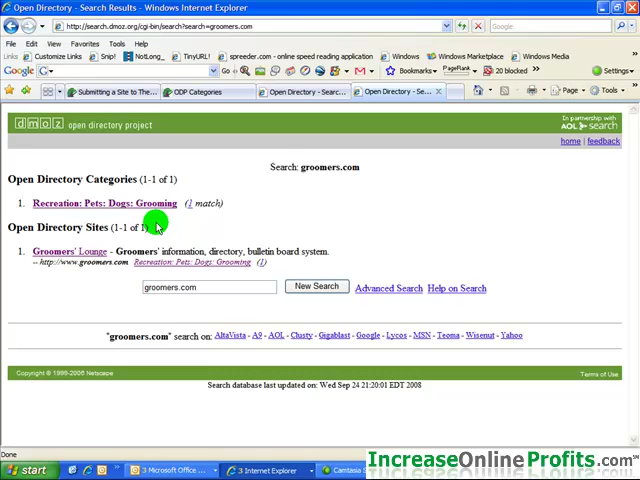 Open Directory - Search Results - Windows Internet Explorer
http://search.dmoz.org/cgi-bin/search?search=groomers.com
Google
File Edit View Favorites Tools Help
Links Customize Links Snip! NotLong_ TinyURL! spreeder.com - online speed reading application Windows Windows Marketplace Windows Media
Google Go Bookmarks PageRank 20 blocked Settings
Submitting a Site to The... ODP Categories Open Directory - Searc... Open Directory - Se... Page Tools
dmoz open directory project
In partnership with
AOL search
home | feedback
Search: groomers.com
Open Directory Categories (1-1 of 1)
1. Recreation: Pets: Dogs: Grooming (1 match)
Open Directory Sites (1-1 of 1)
1. Groomers' Lounge - Groomers' information, directory, bulletin board system.
-- http://www.groomers.com Recreation: Pets: Dogs: Grooming (1)
groomers.com New Search Advanced Search Help on Search
"groomers.com" search on: AltaVista - A9 - AOL - Clusty - Gigablast - Google - Lycos - MSN - Teoma - Wisenut - Yahoo
Copyright © 1998-2008 Netscape Terms of Use
Search database last updated on: Wed Sep 24 21:20:01 EDT 2008
Done
start 3 Microsoft Office ... 3 Internet Explorer Camtasia
IncreaseOnlineProfits.com